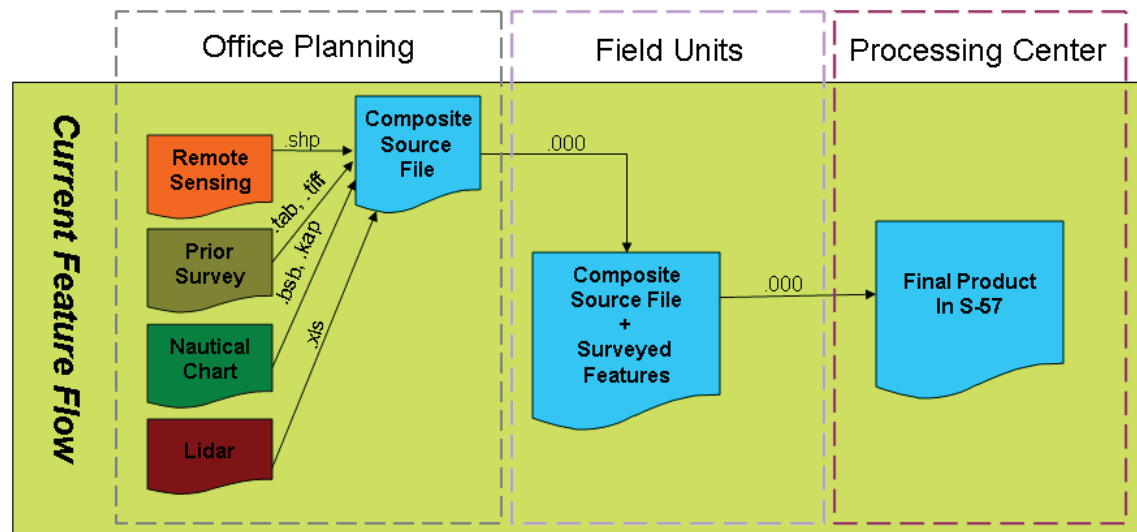 Office Planning
Field Units
Processing Center
Current Feature Flow
Remote
Sensing
.shp
Composite
Source
File
.000
.tab, .tiff
Prior
Survey
.bsb, .kap
Nautical
Chart
.xls
Lidar
Composite
Source File
+
Surveyed
Features
.000
Final Product
In S-57